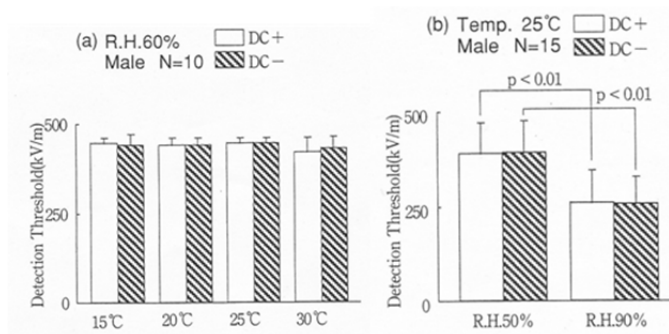 (a) R.H.60% DC+
Male N=10 DC−
Detection Threshold(kV/m)
500
250
0
15℃ 20℃ 25℃ 30℃
(b) Temp. 25℃ DC+
Male N=15 DC−
p < 0.01
p < 0.01
Detection Threshold(kV/m)
500
250
0
R.H.50% R.H.90%